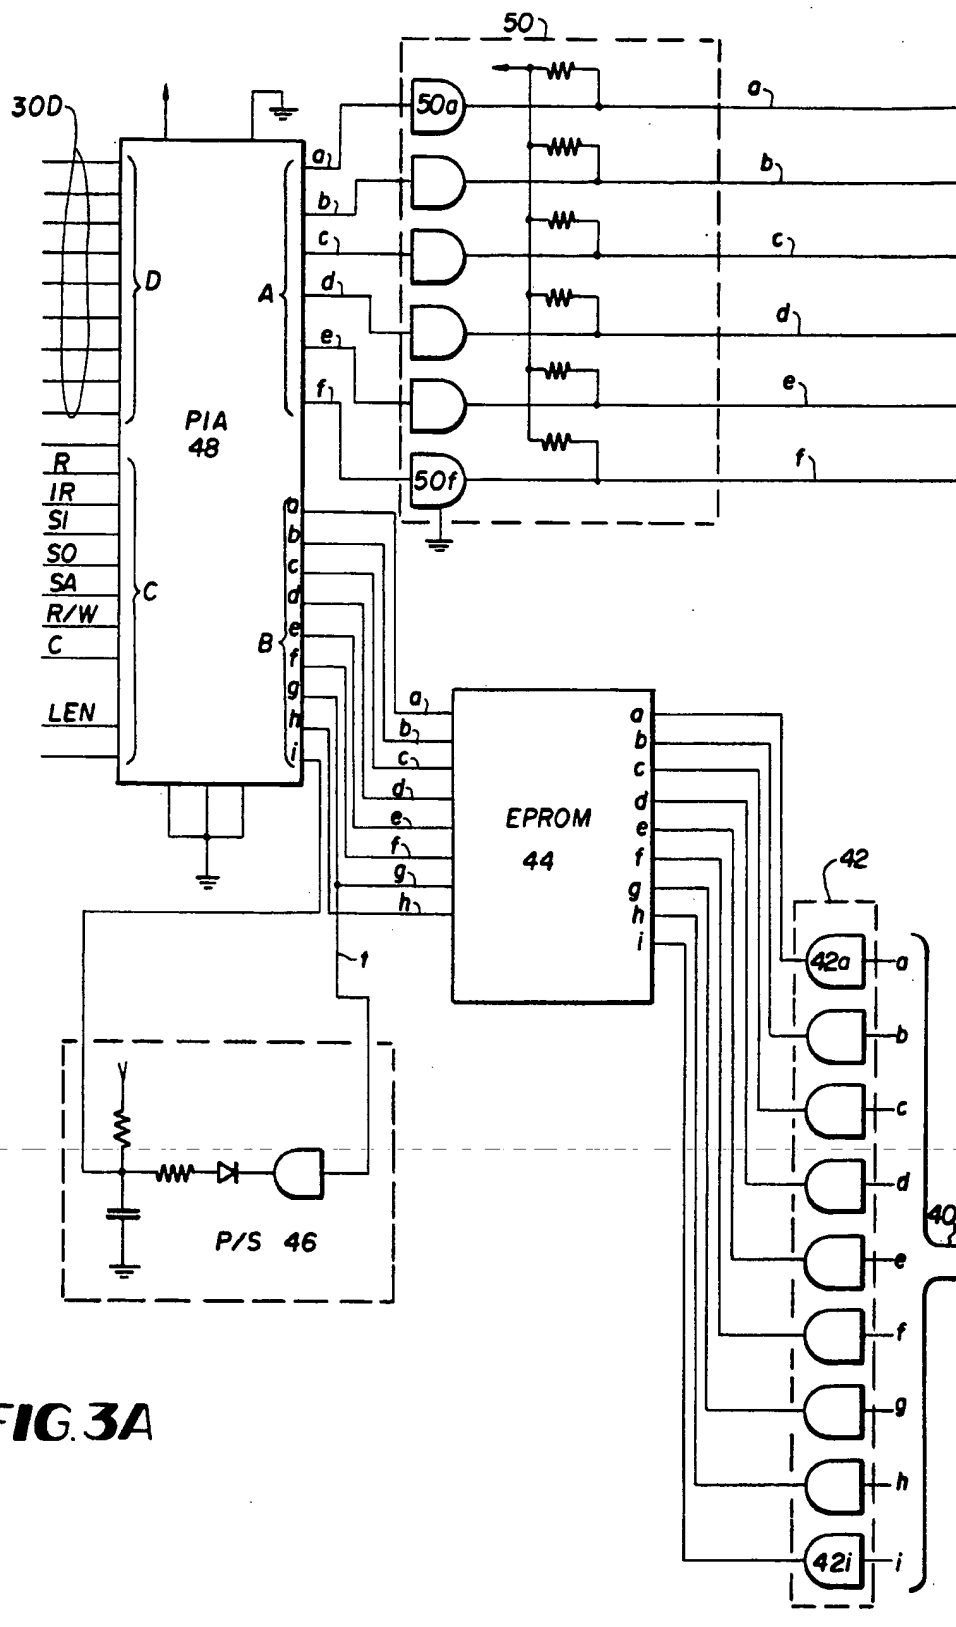 50
30D
50a
a
a
b
b
c
c
D
A
d
d
e
e
PIA
48
f
f
50f
R
IR
SI
SO
SA
R/W
C
LEN
C
B
a
b
c
d
e
f
g
h
i
a
b
c
d
e
f
g
h
EPROM
44
a
b
c
d
e
f
g
h
i
t
42
42a
a
b
c
d
e
f
g
h
42i
i
40
P/S 46
FIG. 3A